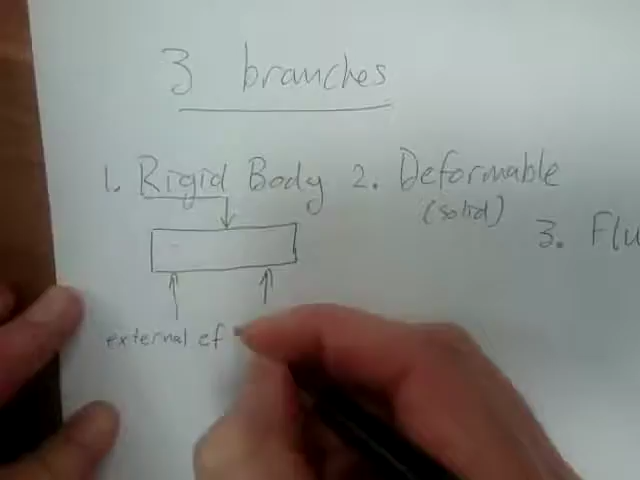 3 branches
1. Rigid Body 2. Deformable
(solid)
3. Flu
external ef